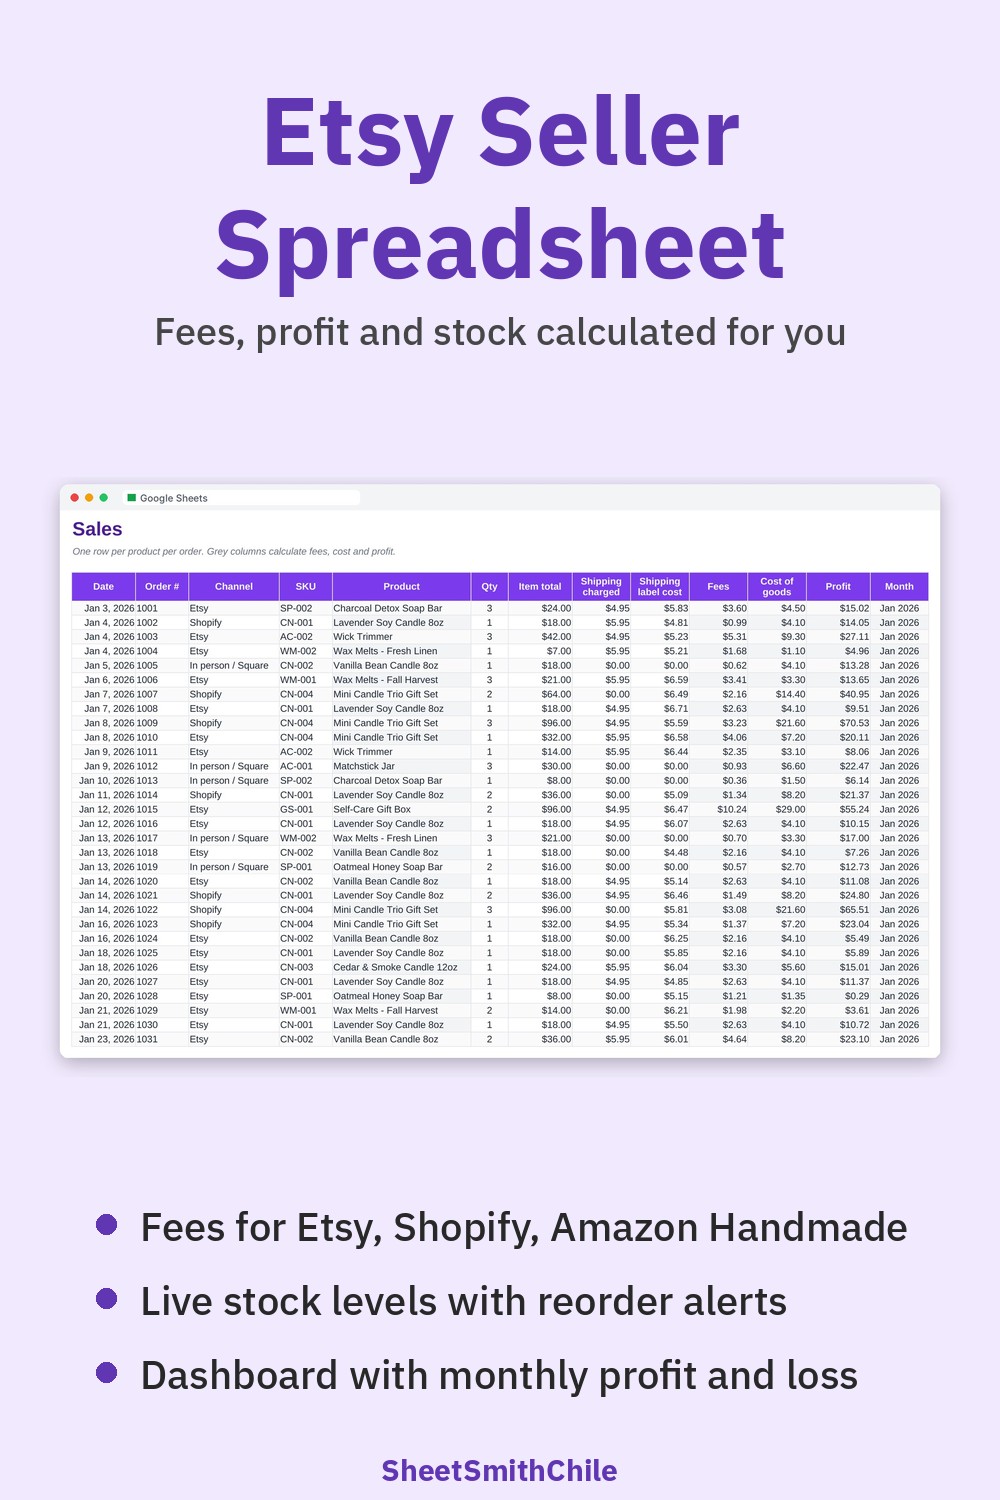 Etsy Seller
Spreadsheet
Fees, profit and stock calculated for you
Google Sheets
Sales
One row per product per order. Grey columns calculate fees, cost and profit.
Date Order # Channel SKU Product Qty Item total Shipping charged Shipping label cost Fees Cost of goods Profit Month
Jan 3, 2026 1001 Etsy SP-002 Charcoal Detox Soap Bar 3 $24.00 $4.95 $5.83 $3.60 $4.50 $15.02 Jan 2026
Jan 4, 2026 1002 Shopify CN-001 Lavender Soy Candle 8oz 1 $18.00 $5.95 $4.81 $0.99 $4.10 $14.05 Jan 2026
Jan 4, 2026 1003 Etsy AC-002 Wick Trimmer 3 $42.00 $4.95 $5.23 $5.31 $9.30 $27.11 Jan 2026
Jan 4, 2026 1004 Etsy WM-002 Wax Melts - Fresh Linen 1 $7.00 $5.95 $5.21 $1.68 $1.10 $4.96 Jan 2026
Jan 5, 2026 1005 In person / Square CN-002 Vanilla Bean Candle 8oz 1 $18.00 $0.00 $0.00 $0.62 $4.10 $13.28 Jan 2026
Jan 6, 2026 1006 Etsy WM-001 Wax Melts - Fall Harvest 3 $21.00 $5.95 $6.59 $3.41 $3.30 $13.65 Jan 2026
Jan 7, 2026 1007 Shopify CN-004 Mini Candle Trio Gift Set 2 $64.00 $0.00 $6.49 $2.16 $14.40 $40.95 Jan 2026
Jan 7, 2026 1008 Etsy CN-001 Lavender Soy Candle 8oz 1 $18.00 $4.95 $6.71 $2.63 $4.10 $9.51 Jan 2026
Jan 8, 2026 1009 Shopify CN-004 Mini Candle Trio Gift Set 3 $96.00 $4.95 $5.59 $3.23 $21.60 $70.53 Jan 2026
Jan 8, 2026 1010 Etsy CN-004 Mini Candle Trio Gift Set 1 $32.00 $5.95 $6.58 $4.06 $7.20 $20.11 Jan 2026
Jan 9, 2026 1011 Etsy AC-002 Wick Trimmer 1 $14.00 $5.95 $6.44 $2.35 $3.10 $8.06 Jan 2026
Jan 9, 2026 1012 In person / Square AC-001 Matchstick Jar 3 $30.00 $0.00 $0.00 $0.93 $6.60 $22.47 Jan 2026
Jan 10, 2026 1013 In person / Square SP-002 Charcoal Detox Soap Bar 1 $8.00 $0.00 $0.00 $0.36 $1.50 $6.14 Jan 2026
Jan 11, 2026 1014 Shopify CN-001 Lavender Soy Candle 8oz 2 $36.00 $0.00 $5.09 $1.34 $8.20 $21.37 Jan 2026
Jan 12, 2026 1015 Etsy GS-001 Self-Care Gift Box 2 $96.00 $4.95 $6.47 $10.24 $29.00 $55.24 Jan 2026
Jan 12, 2026 1016 Etsy CN-001 Lavender Soy Candle 8oz 1 $18.00 $4.95 $6.07 $2.63 $4.10 $10.15 Jan 2026
Jan 13, 2026 1017 In person / Square WM-002 Wax Melts - Fresh Linen 3 $21.00 $0.00 $0.00 $0.70 $3.30 $17.00 Jan 2026
Jan 13, 2026 1018 Etsy CN-002 Vanilla Bean Candle 8oz 1 $18.00 $0.00 $4.48 $2.16 $4.10 $7.26 Jan 2026
Jan 13, 2026 1019 In person / Square SP-001 Oatmeal Honey Soap Bar 2 $16.00 $0.00 $0.00 $0.57 $2.70 $12.73 Jan 2026
Jan 14, 2026 1020 Etsy CN-002 Vanilla Bean Candle 8oz 1 $18.00 $4.95 $5.14 $2.63 $4.10 $11.08 Jan 2026
Jan 14, 2026 1021 Shopify CN-001 Lavender Soy Candle 8oz 2 $36.00 $4.95 $6.46 $1.49 $8.20 $24.80 Jan 2026
Jan 14, 2026 1022 Shopify CN-004 Mini Candle Trio Gift Set 3 $96.00 $0.00 $5.81 $3.08 $21.60 $65.51 Jan 2026
Jan 16, 2026 1023 Shopify CN-004 Mini Candle Trio Gift Set 1 $32.00 $4.95 $5.34 $1.37 $7.20 $23.04 Jan 2026
Jan 16, 2026 1024 Etsy CN-002 Vanilla Bean Candle 8oz 1 $18.00 $0.00 $6.25 $2.16 $4.10 $5.49 Jan 2026
Jan 18, 2026 1025 Etsy CN-001 Lavender Soy Candle 8oz 1 $18.00 $0.00 $5.85 $2.16 $4.10 $5.89 Jan 2026
Jan 18, 2026 1026 Etsy CN-003 Cedar & Smoke Candle 12oz 1 $24.00 $5.95 $6.04 $3.30 $5.60 $15.01 Jan 2026
Jan 20, 2026 1027 Etsy CN-001 Lavender Soy Candle 8oz 1 $18.00 $4.95 $4.85 $2.63 $4.10 $11.37 Jan 2026
Jan 20, 2026 1028 Etsy SP-001 Oatmeal Honey Soap Bar 1 $8.00 $0.00 $5.15 $1.21 $1.35 $0.29 Jan 2026
Jan 21, 2026 1029 Etsy WM-001 Wax Melts - Fall Harvest 2 $14.00 $0.00 $6.21 $1.98 $2.20 $3.61 Jan 2026
Jan 21, 2026 1030 Etsy CN-001 Lavender Soy Candle 8oz 1 $18.00 $4.95 $5.50 $2.63 $4.10 $10.72 Jan 2026
Jan 23, 2026 1031 Etsy CN-002 Vanilla Bean Candle 8oz 2 $36.00 $5.95 $6.01 $4.64 $8.20 $23.10 Jan 2026
Fees for Etsy, Shopify, Amazon Handmade
Live stock levels with reorder alerts
Dashboard with monthly profit and loss
SheetSmithChile